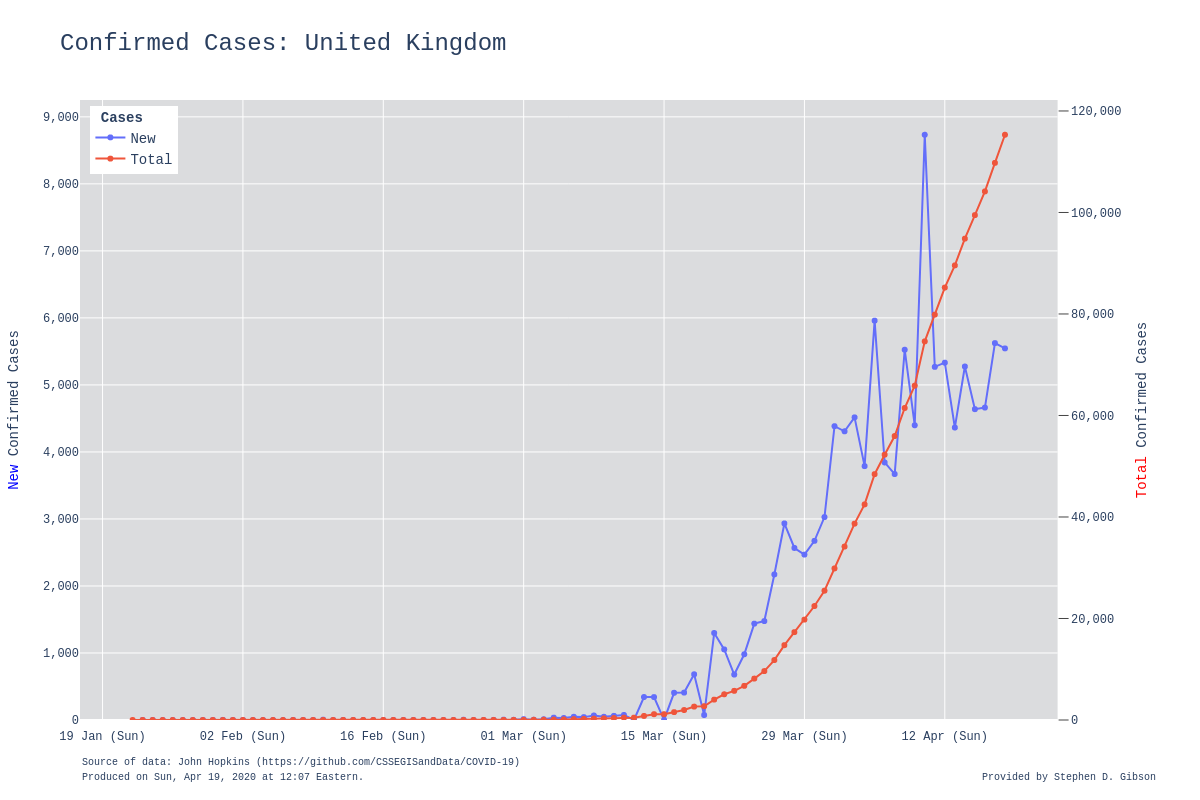 Confirmed Cases: United Kingdom
Cases
New
Total
9,000
8,000
7,000
6,000
5,000
4,000
3,000
2,000
1,000
0
New Confirmed Cases
120,000
100,000
80,000
60,000
40,000
20,000
0
Total Confirmed Cases
19 Jan (Sun) 02 Feb (Sun) 16 Feb (Sun) 01 Mar (Sun) 15 Mar (Sun) 29 Mar (Sun) 12 Apr (Sun)
Source of data: John Hopkins (https://github.com/CSSEGISandData/COVID-19)
Produced on Sun, Apr 19, 2020 at 12:07 Eastern.
Provided by Stephen D. Gibson